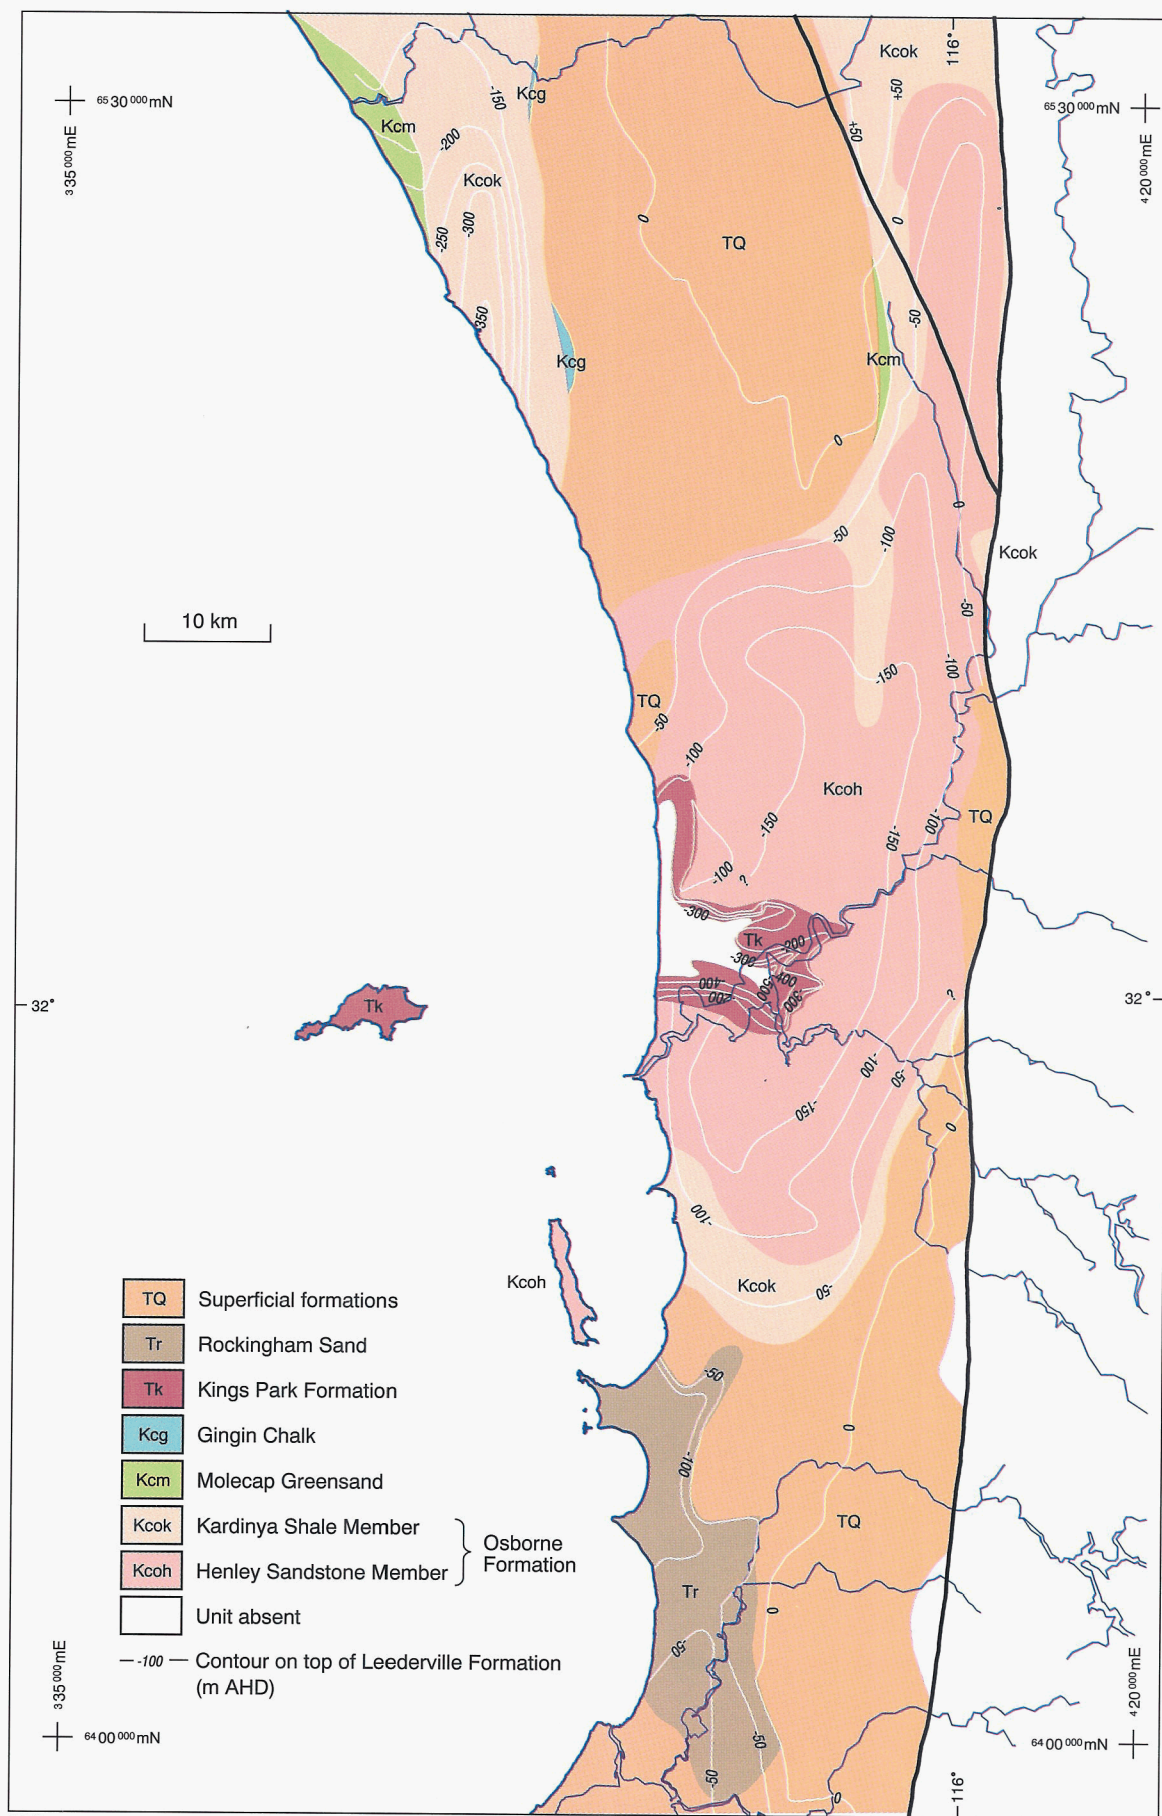 Kcok
116°
-150
Kcg
+50
65 30 000 mN
65 30 000 mN
+50
Kcm
-200
335 000 mE
420 000 mE
Kcok
-300
0
0
-250
TQ
350
-50
Kcg
Kcm
0
0
-50
-100
Kcok
-50
10 km
-100
-150
TQ
-50
-100
Kcoh
TQ
-150
-100
-150
-100
?
-300
Tk
-200
-300
400
-500
-400
-200
-300
?
32°
Tk
32°
-100
-50
-150
0
-100
Kcoh
Kcok
-50
TQ Superficial formations
Tr Rockingham Sand
-50
Tk Kings Park Formation
Kcg Gingin Chalk
0
-100
Kcm Molecap Greensand
TQ
Kcok Kardinya Shale Member
Osborne
Formation
Kcoh Henley Sandstone Member
Tr
0
Unit absent
-50
-100 Contour on top of Leederville Formation
(m AHD)
335 000 mE
420 000 mE
64 00 000 mN
-50
64 00 000 mN
-50
0
116°